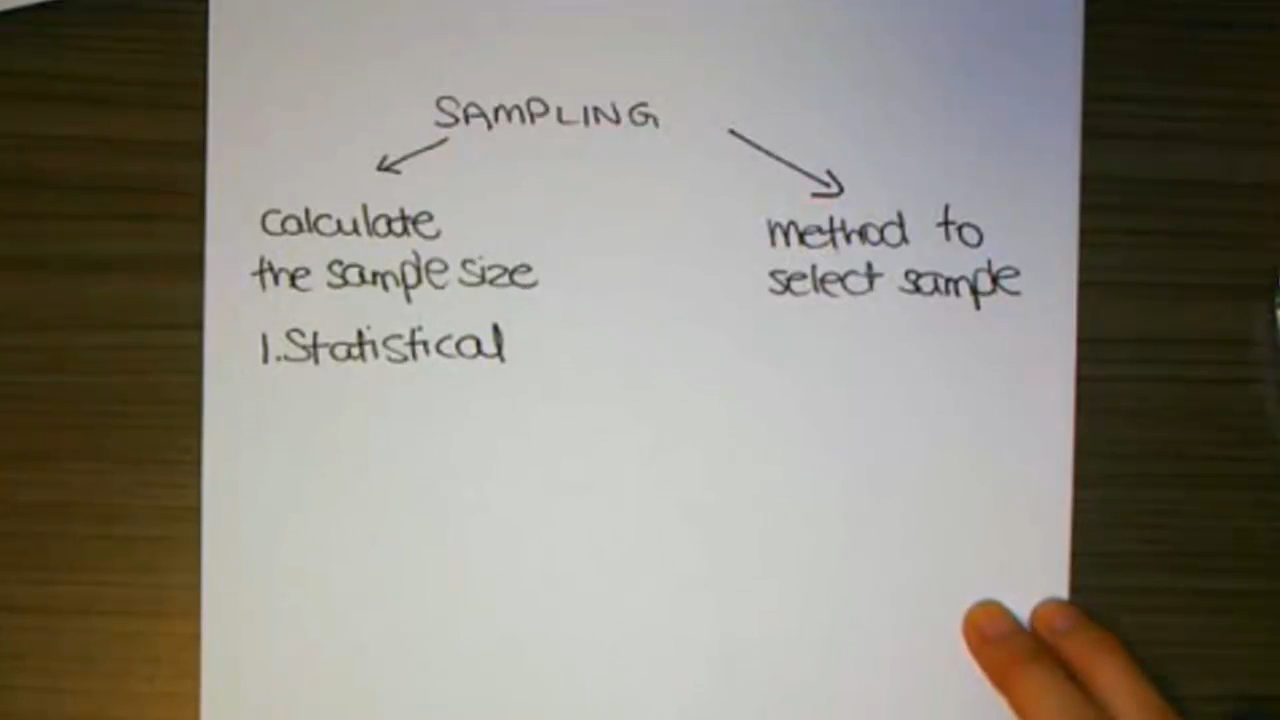 SAMPLING
Calculate
the sample size
1. Statistical
method to
select sample